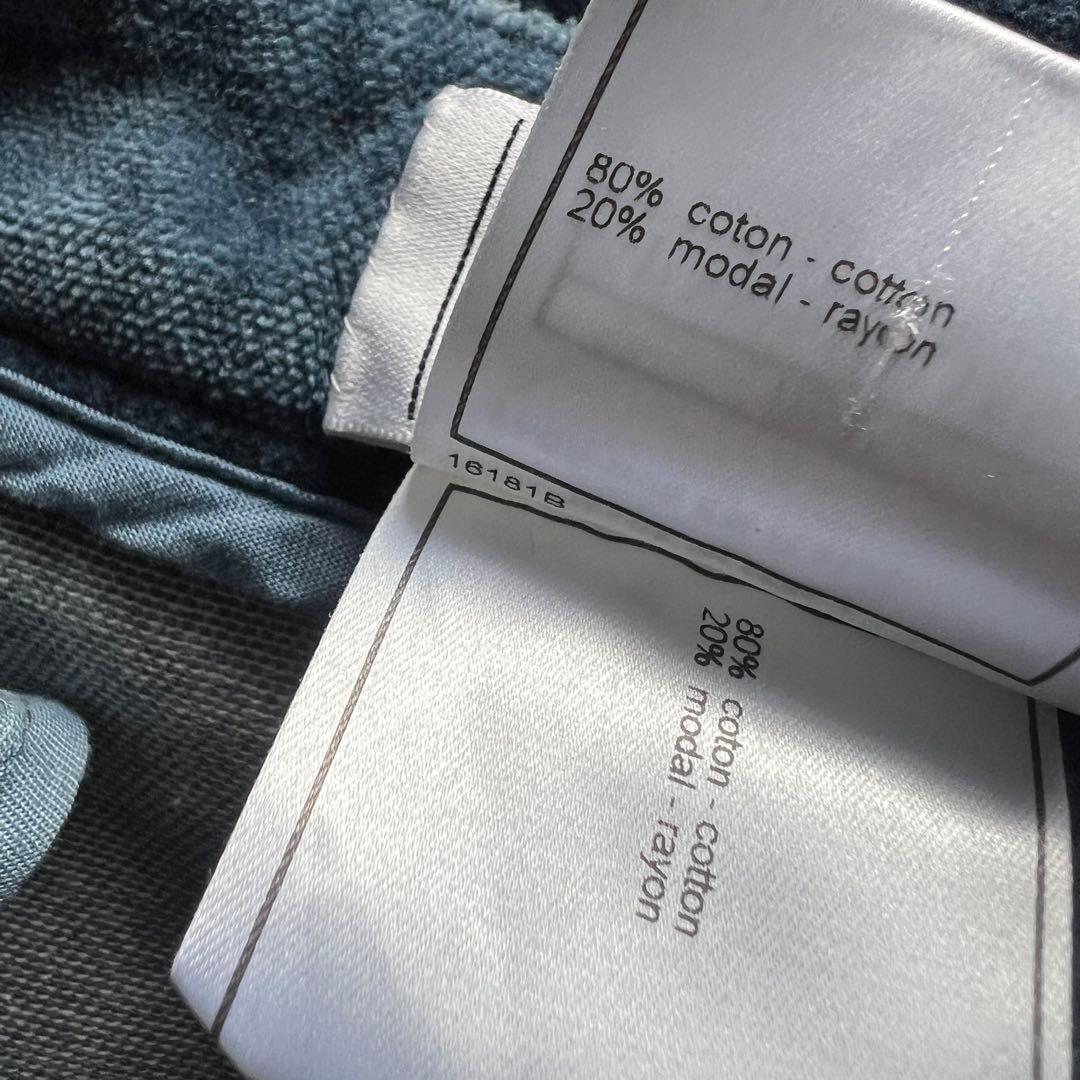 80% coton - cotton
20% modal - rayon
16181B
80% coton - cotton
20% modal - rayon